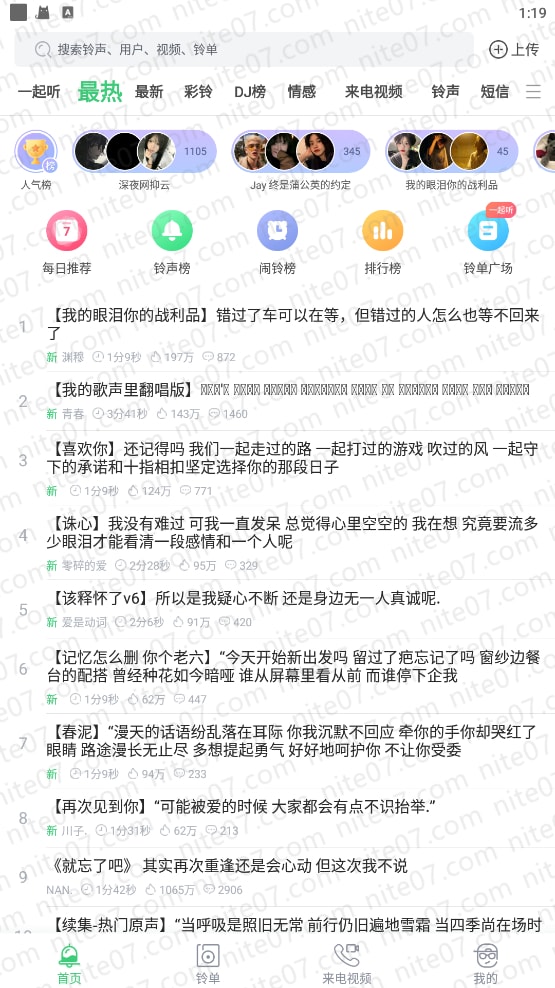 1:19
搜索铃声、用户、视频、铃单
上传
一起听 最热 最新 彩铃 DJ榜 情感 来电视频 铃声 短信
榜 1105 345 45
人气榜 深夜网抑云 Jay 终是蒲公英的约定 我的眼泪你的战利品
7 一起听
每日推荐 铃声榜 闹铃榜 排行榜 铃单广场
1 【我的眼泪你的战利品】错过了车可以在等，但错过的人怎么也等不回来
了
新 渊穆 1分9秒 197万 872
2 【我的歌声里翻唱版】
新 青春 3分41秒 143万 1460
3 【喜欢你】还记得吗 我们一起走过的路 一起打过的游戏 吹过的风 一起守
下的承诺和十指相扣坚定选择你的那段日子
新 1分9秒 124万 771
4 【诛心】我没有难过 可我一直发呆 总觉得心里空空的 我在想 究竟要流多
少眼泪才能看清一段感情和一个人呢
新 零碎的爱 2分28秒 95万 329
5 【该释怀了v6】所以是我疑心不断 还是身边无一人真诚呢.
新 爱是动词 2分6秒 91万 420
6 【记忆怎么删 你个老六】“今天开始新出发吗 留过了疤忘记了吗 窗纱边餐
台的配搭 曾经种花如今暗哑 谁从屏幕里看从前 而谁停下企我
新 1分9秒 62万 447
7 【春泥】“漫天的话语纷乱落在耳际 你我沉默不回应 牵你的手你却哭红了
眼睛 路途漫长无止尽 多想提起勇气 好好地呵护你 不让你受委
新 1分9秒 94万 233
8 【再次见到你】“可能被爱的时候 大家都会有点不识抬举.”
新 川子. 1分31秒 62万 213
9 《就忘了吧》 其实再次重逢还是会心动 但这次我不说
NAN. 1分42秒 1065万 2906
10 【续集-热门原声】“当呼吸是照旧无常 前行仍旧遍地雪霜 当四季尚在场时
首页 铃单 来电视频 我的
nite07.com